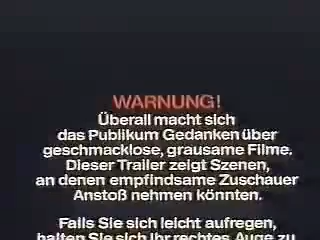 WARNUNG!
Überall macht sich
das Publikum Gedanken über
geschmacklose, grausame Filme.
Dieser Trailer zeigt Szenen,
an denen empfindsame Zuschauer
Anstoß nehmen könnten.
Falls Sie sich leicht aufregen,
halten Sie sich Ihr rechtes Auge zu